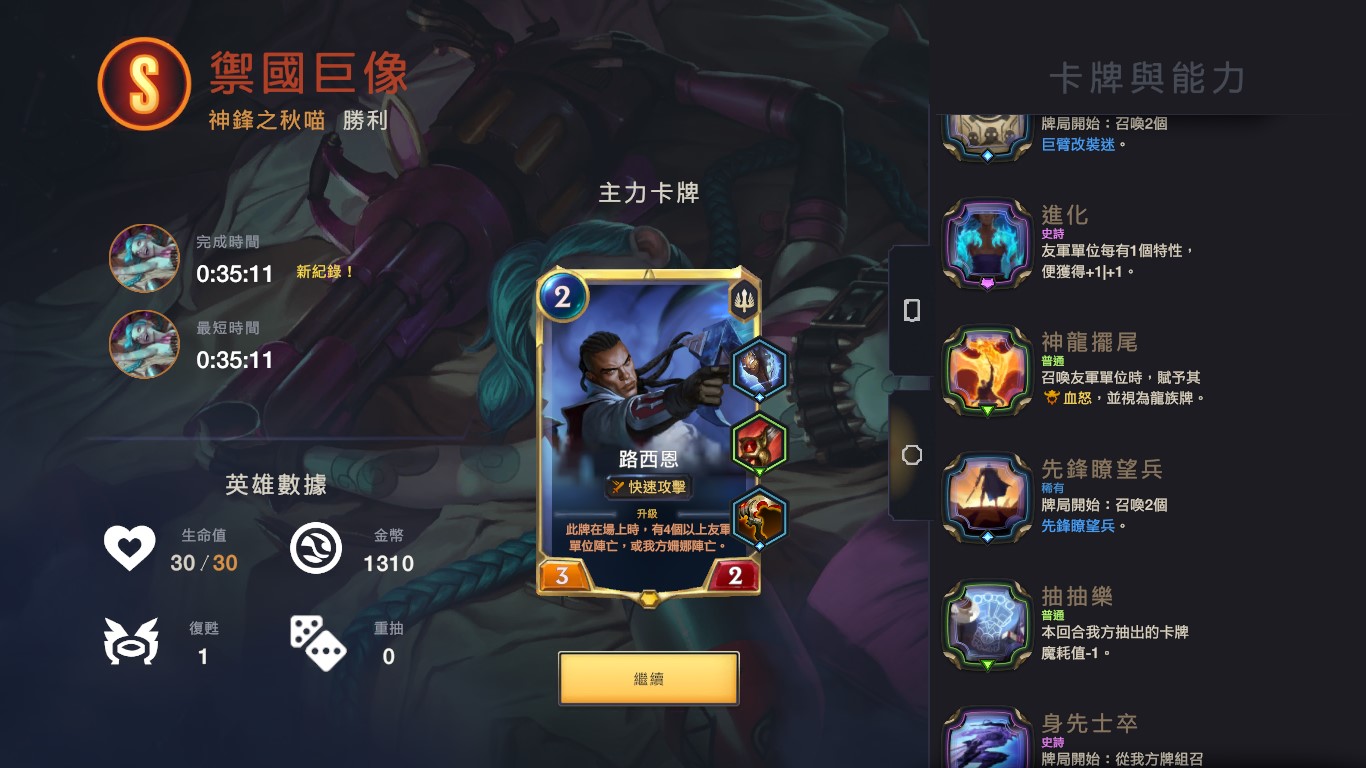 S
禦國巨像
神鋒之秋喵 勝利
完成時間
0:35:11 新紀錄！
最短時間
0:35:11
英雄數據
生命值
30 / 30
金幣
1310
復甦
1
重抽
0
主力卡牌
2
路西恩
快速攻擊
升級
此牌在場上時，有4個以上友軍
單位陣亡，或我方姍娜陣亡。
3
2
繼續
卡牌與能力
牌局開始：召喚2個
巨臂改裝迷。
進化
史詩
友軍單位每有1個特性，
便獲得+1|+1。
神龍擺尾
普通
召喚友軍單位時，賦予其
血怒，並視為龍族牌。
先鋒瞭望兵
稀有
牌局開始：召喚2個
先鋒瞭望兵。
抽抽樂
普通
本回合我方抽出的卡牌
魔耗值-1。
身先士卒
史詩
牌局開始：從我方牌組召